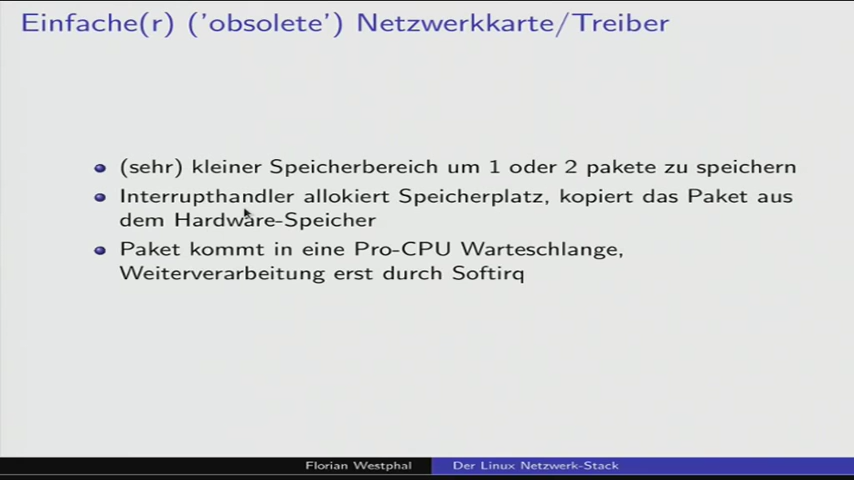 Einfache(r) ('obsolete') Netzwerkkarte/Treiber
(sehr) kleiner Speicherbereich um 1 oder 2 pakete zu speichern
Interrupthandler allokiert Speicherplatz, kopiert das Paket aus
dem Hardware-Speicher
Paket kommt in eine Pro-CPU Warteschlange,
Weiterverarbeitung erst durch Softirq
Florian Westphal
Der Linux Netzwerk-Stack